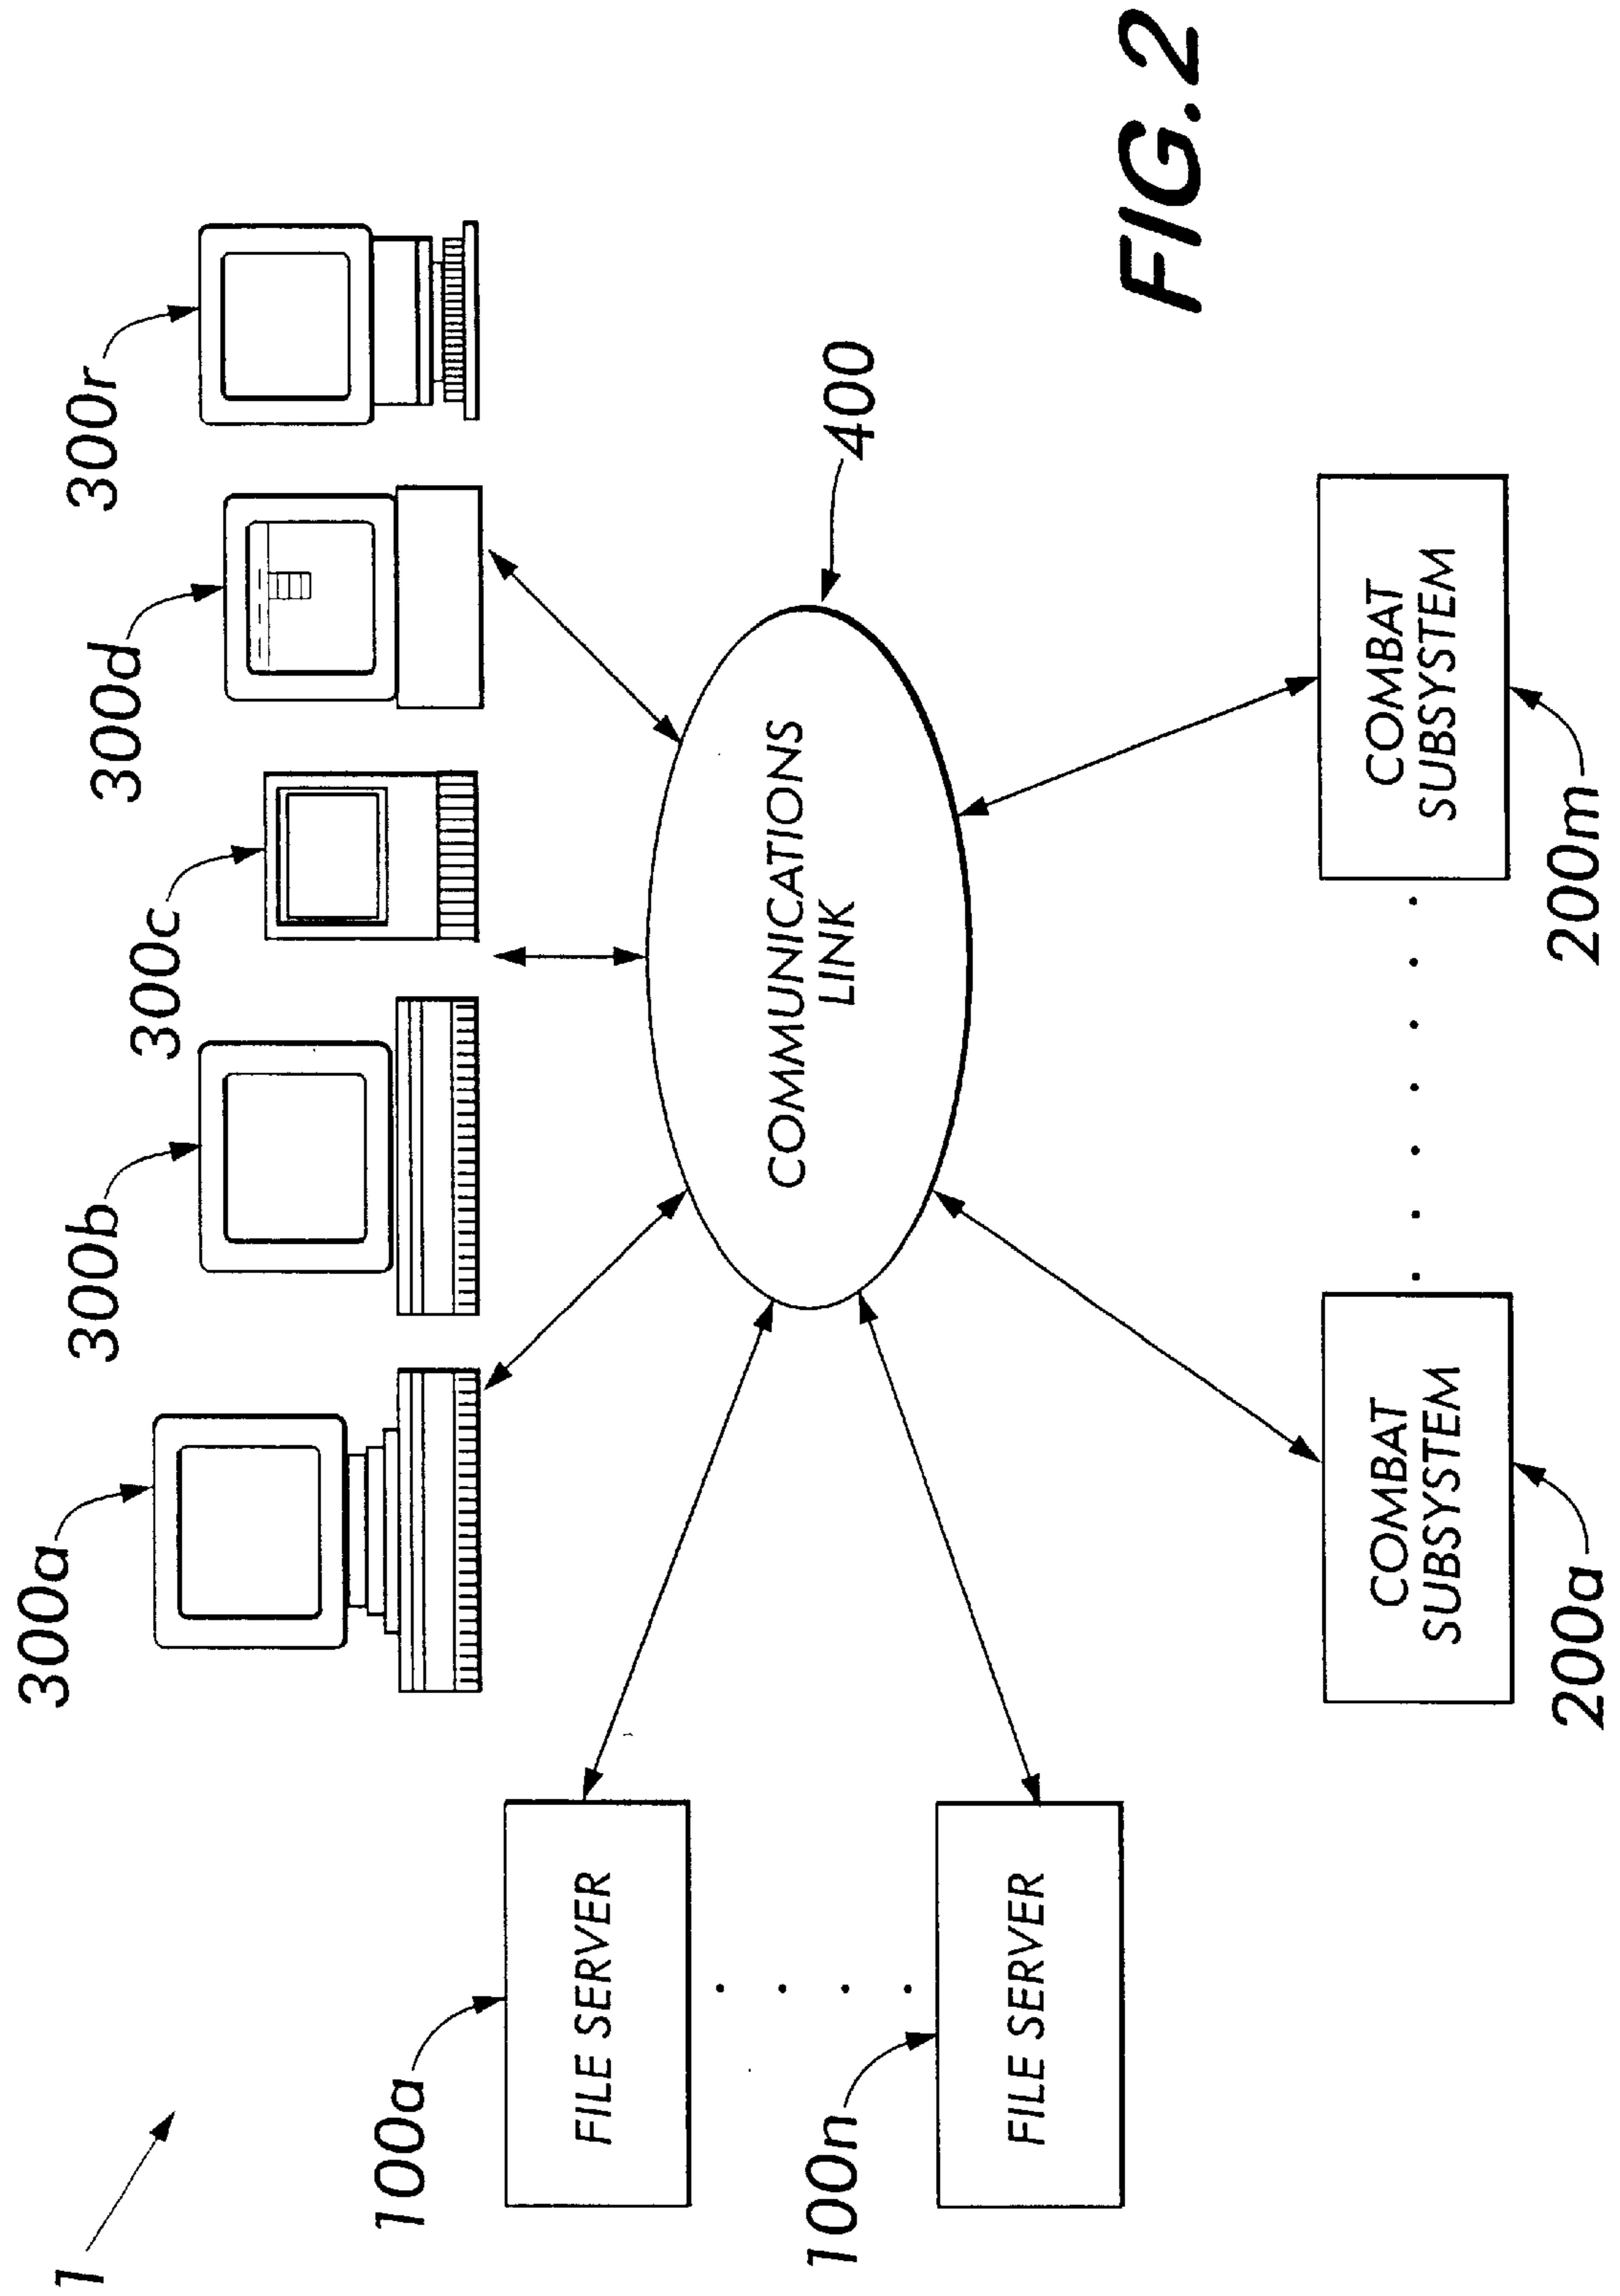 1
300a
300b
300c
300d
300r
100a
FILE SERVER
100n
FILE SERVER
COMMUNICATIONS
LINK
400
COMBAT
SUBSYSTEM
200a
COMBAT
SUBSYSTEM
200m
FIG.2